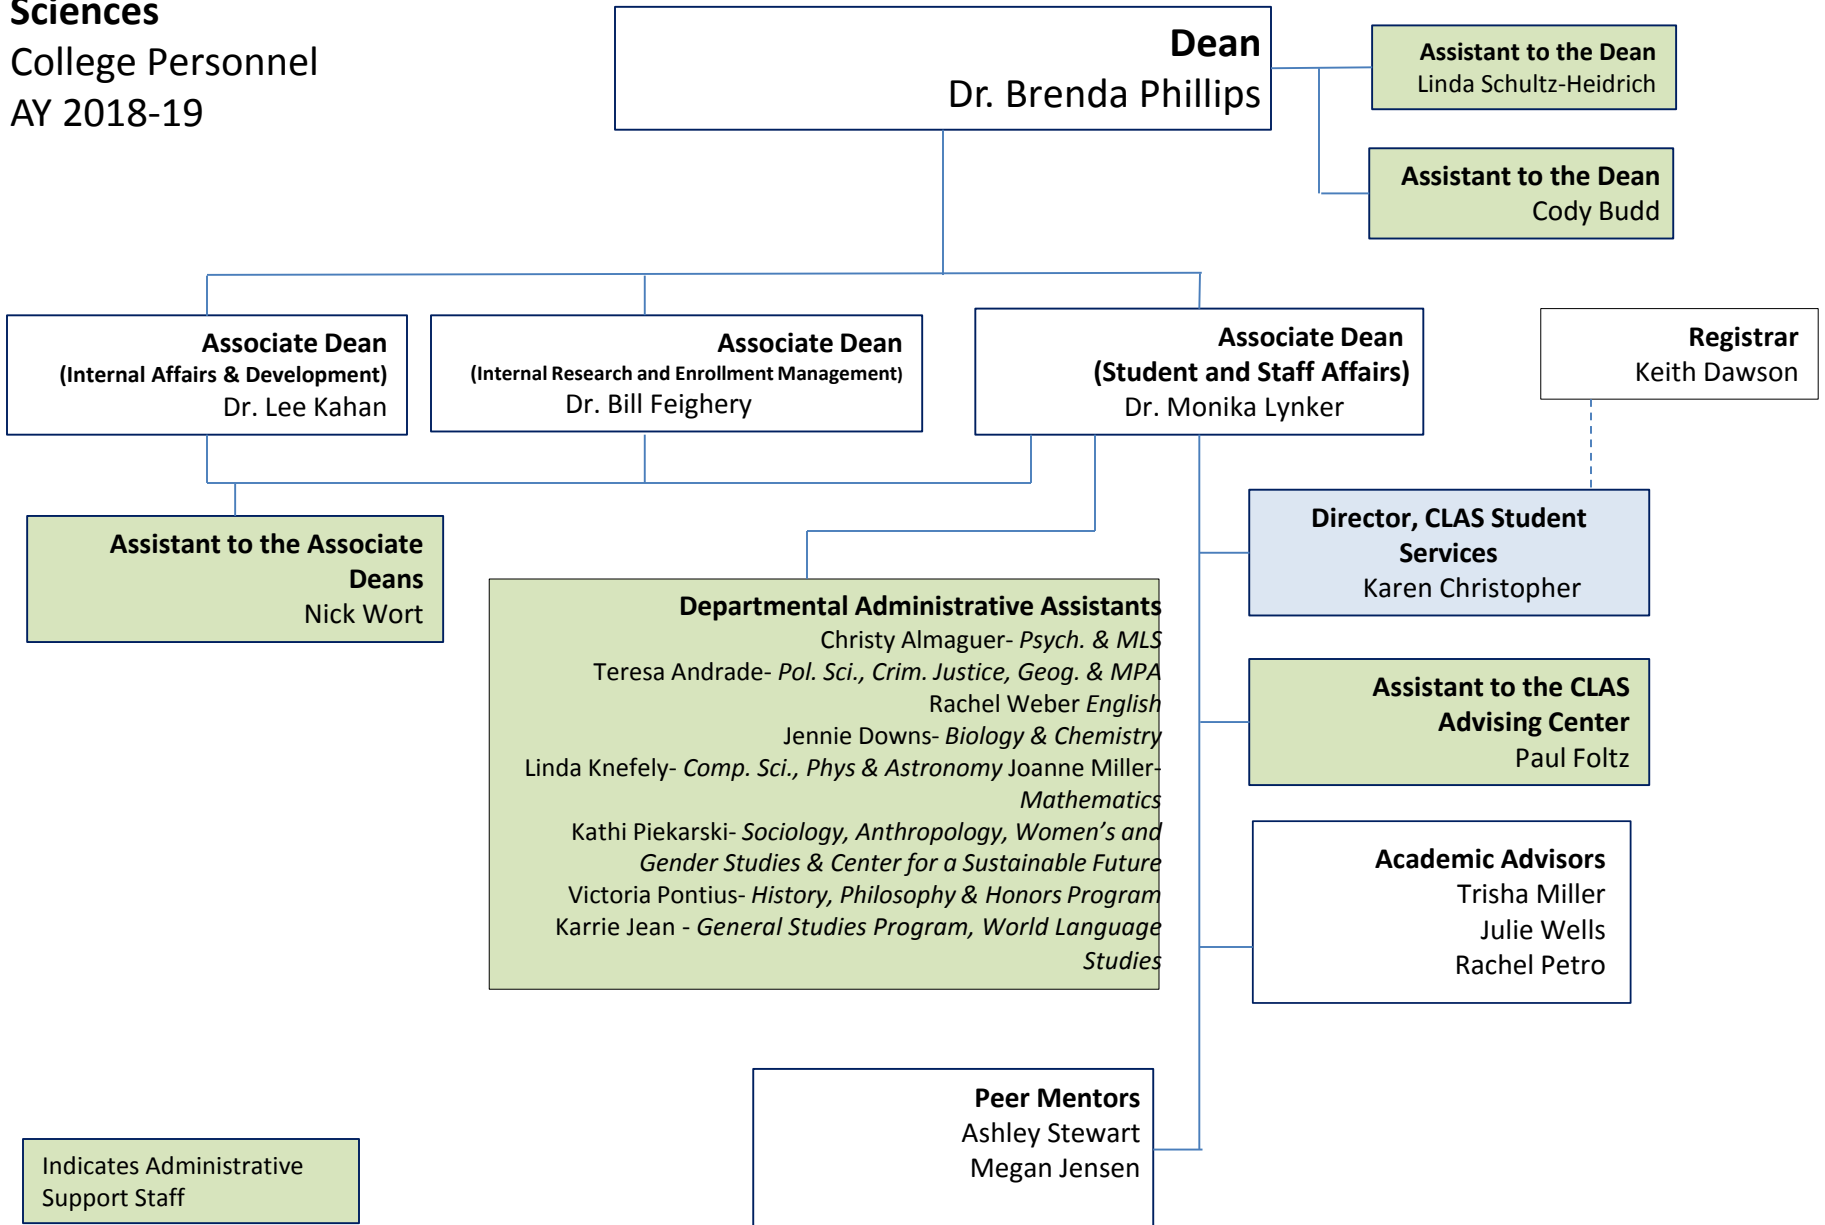 Sciences
College Personnel
AY 2018-19
Dean
Dr. Brenda Phillips
Assistant to the Dean
Linda Schultz-Heidrich
Assistant to the Dean
Cody Budd
Associate Dean
(Internal Affairs & Development)
Dr. Lee Kahan
Associate Dean
(Internal Research and Enrollment Management)
Dr. Bill Feighery
Associate Dean
(Student and Staff Affairs)
Dr. Monika Lynker
Registrar
Keith Dawson
Assistant to the Associate
Deans
Nick Wort
Departmental Administrative Assistants
Christy Almaguer- Psych. & MLS
Teresa Andrade- Pol. Sci., Crim. Justice, Geog. & MPA
Rachel Weber English
Jennie Downs- Biology & Chemistry
Linda Knefely- Comp. Sci., Phys & Astronomy Joanne Miller-
Mathematics
Kathi Piekarski- Sociology, Anthropology, Women’s and
Gender Studies & Center for a Sustainable Future
Victoria Pontius- History, Philosophy & Honors Program
Karrie Jean - General Studies Program, World Language
Studies
Director, CLAS Student
Services
Karen Christopher
Assistant to the CLAS
Advising Center
Paul Foltz
Academic Advisors
Trisha Miller
Julie Wells
Rachel Petro
Peer Mentors
Ashley Stewart
Megan Jensen
Indicates Administrative
Support Staff